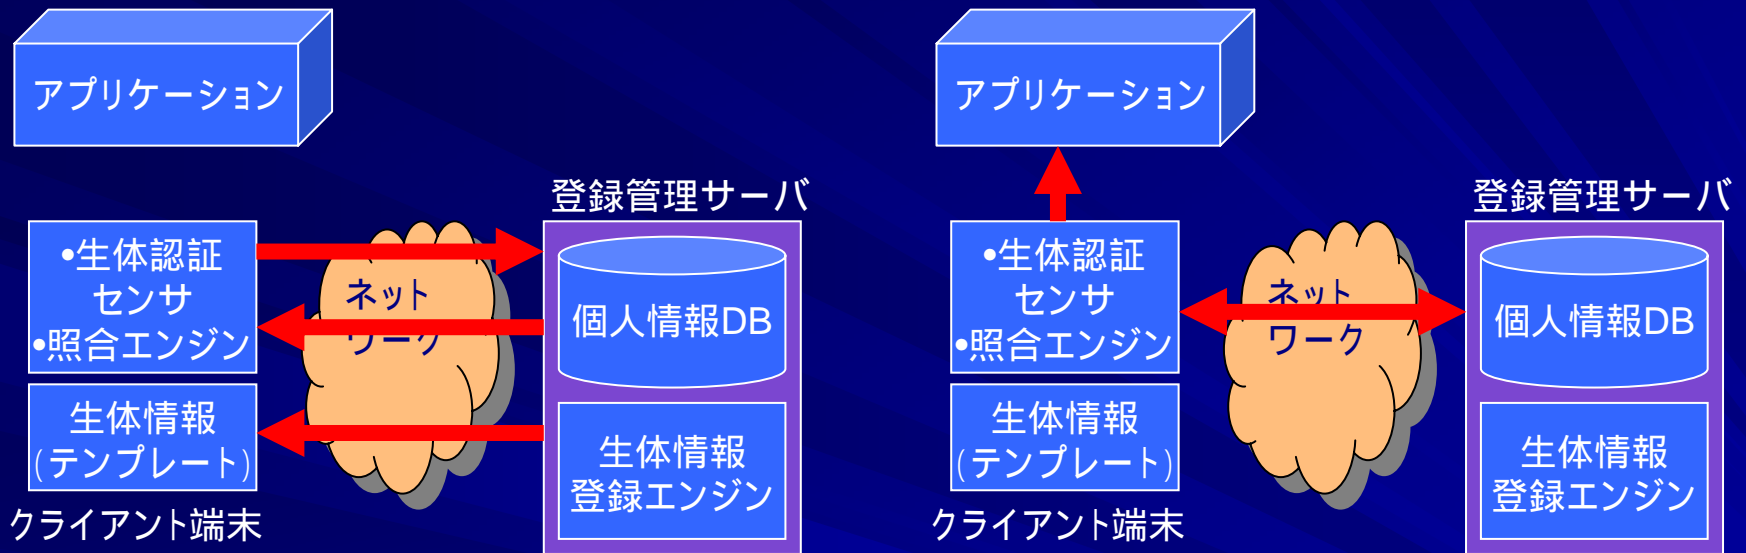 アプリケーション
登録管理サーバ
•生体認証
センサ
•照合エンジン
ネット
ワーク
個人情報DB
生体情報
(テンプレート)
生体情報
登録エンジン
クライアント端末
アプリケーション
登録管理サーバ
•生体認証
センサ
•照合エンジン
ネット
ワーク
個人情報DB
生体情報
(テンプレート)
生体情報
登録エンジン
クライアント端末